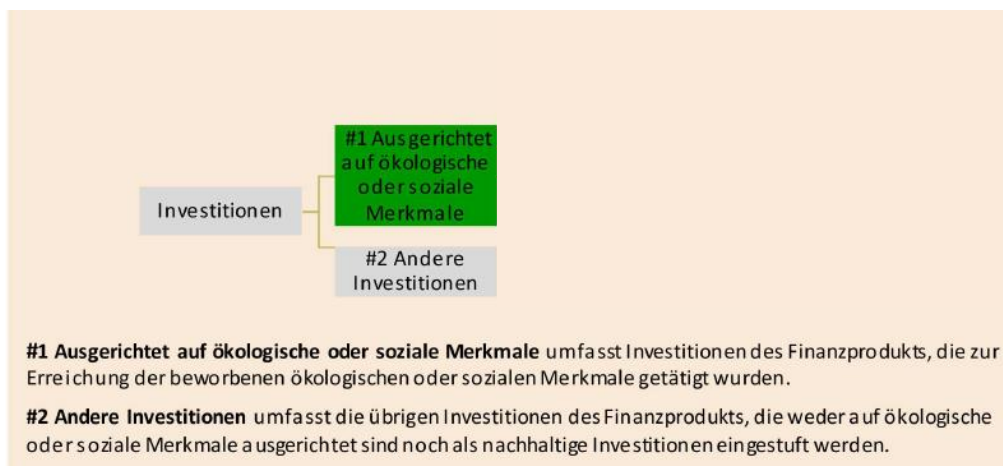 #1 Ausgerichtet
auf ökologische
oder soziale
Merkmale
Investitionen
#2 Andere
Investitionen
#1 Ausgerichtet auf ökologische oder soziale Merkmale umfasst Investitionen des Finanzprodukts, die zur
Erreichung der beworbenen ökologischen oder sozialen Merkmale getätigt wurden.
#2 Andere Investitionen umfasst die übrigen Investitionen des Finanzprodukts, die weder auf ökologische
oder soziale Merkmale ausgerichtet sind noch als nachhaltige Investitionen eingestuft werden.